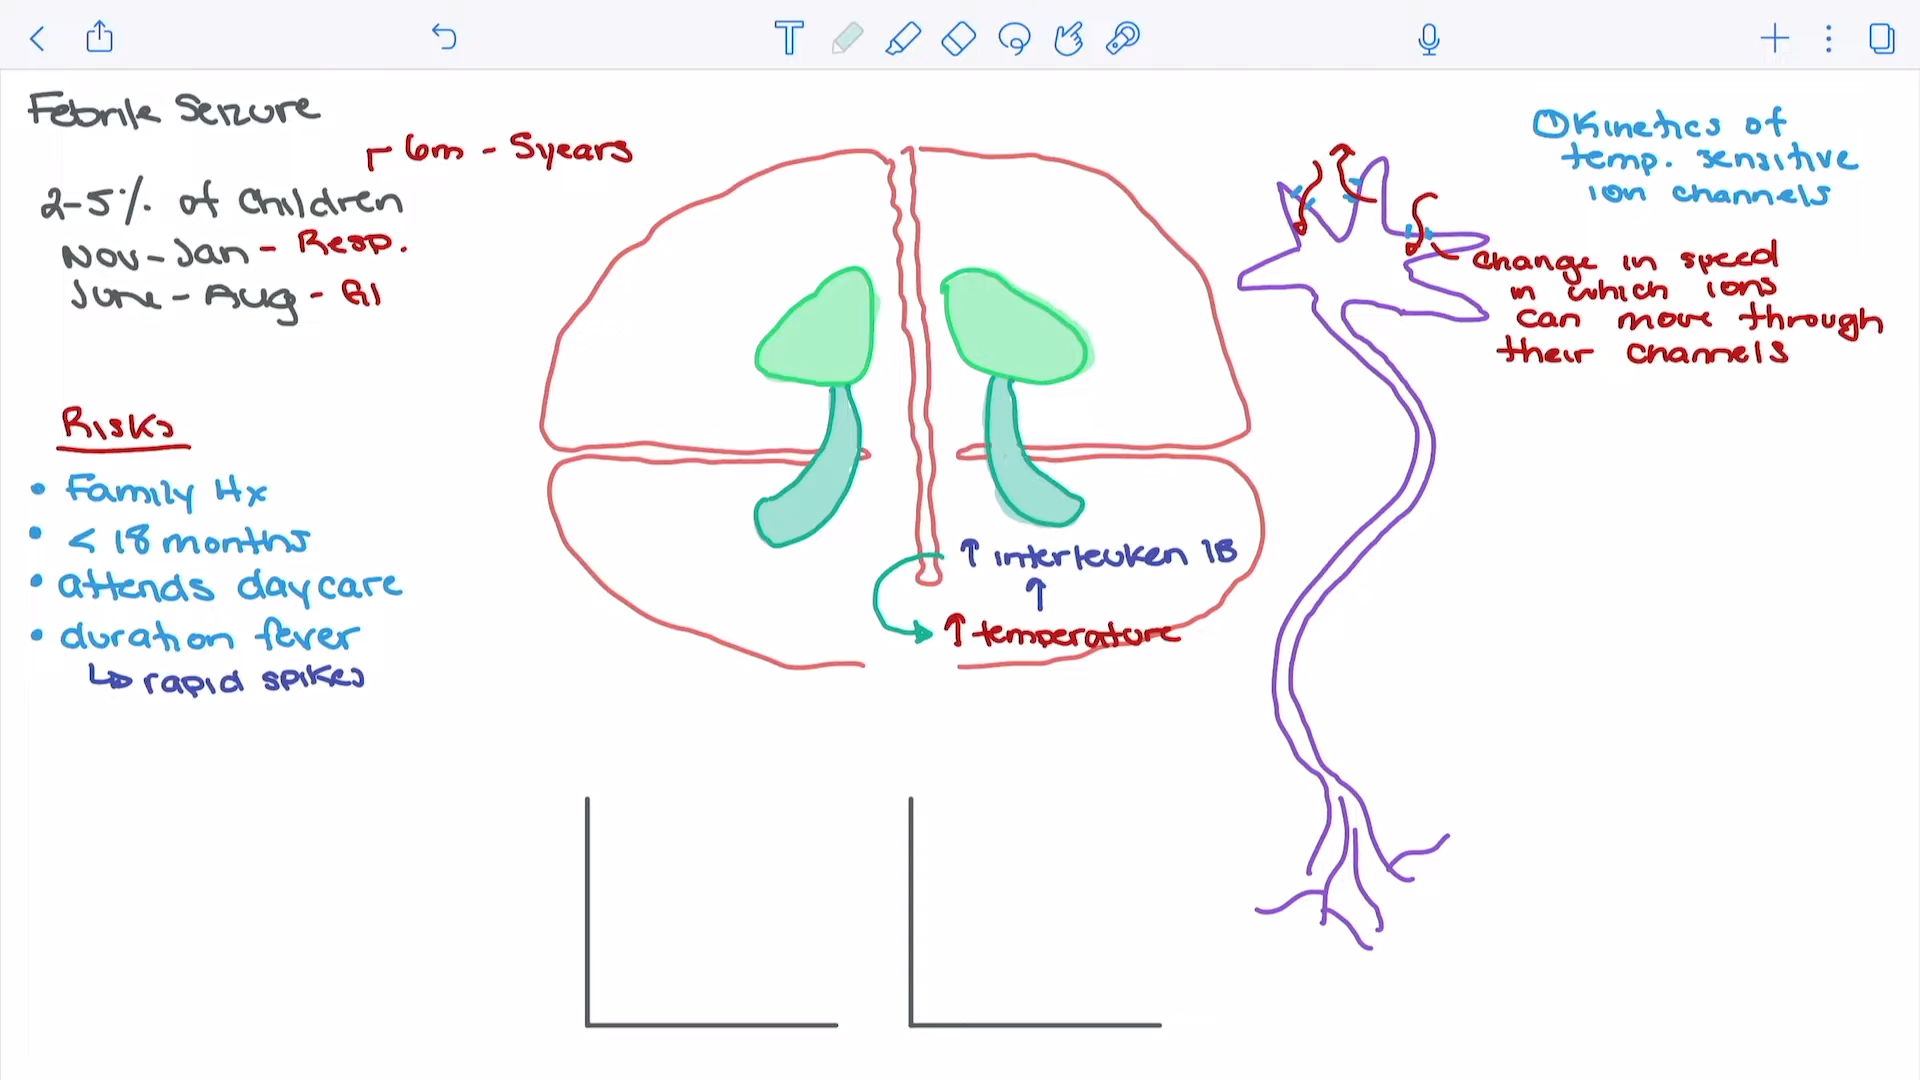 Febrile Seizure
6m - 5years
2-5% of children
Nov-Jan - Resp.
June - Aug - GI
Risks
• Family Hx
• < 18 months
• attends daycare
• duration fever
↳ rapid spikes
↑ interleuken 1B
↑
↑ temperature
① Kinetics of
temp. sensitive
ion channels
change in speed
in which ions
can move through
their channels